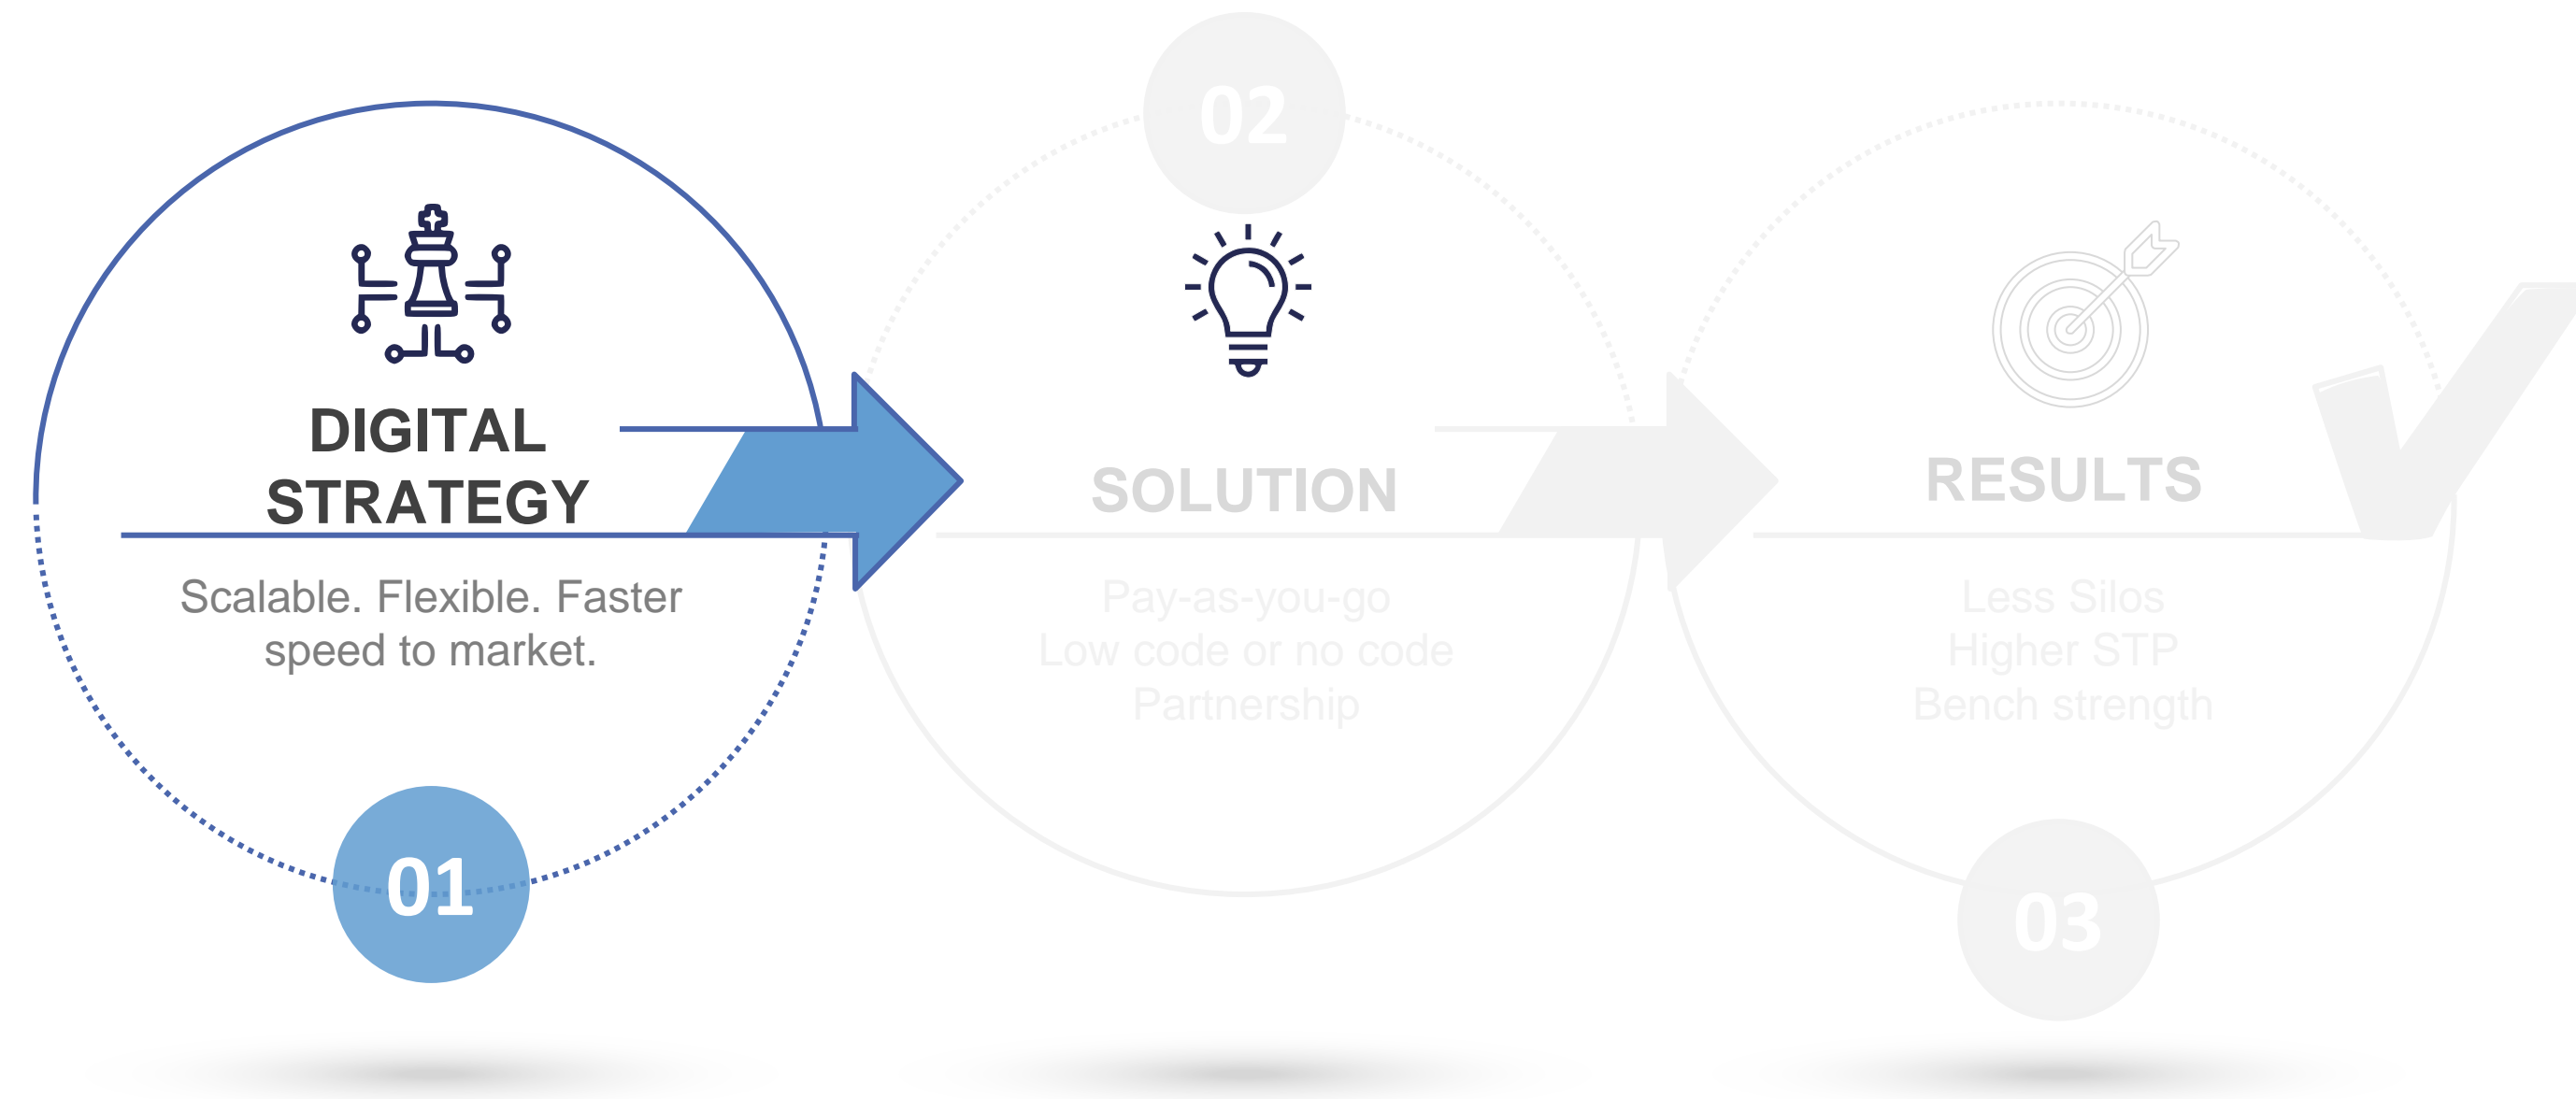 DIGITAL
STRATEGY
Scalable. Flexible. Faster
speed to market.
01
02
SOLUTION
Pay-as-you-go
Low code or no code
Partnership
RESULTS
Less Silos
Higher STP
Bench strength
03